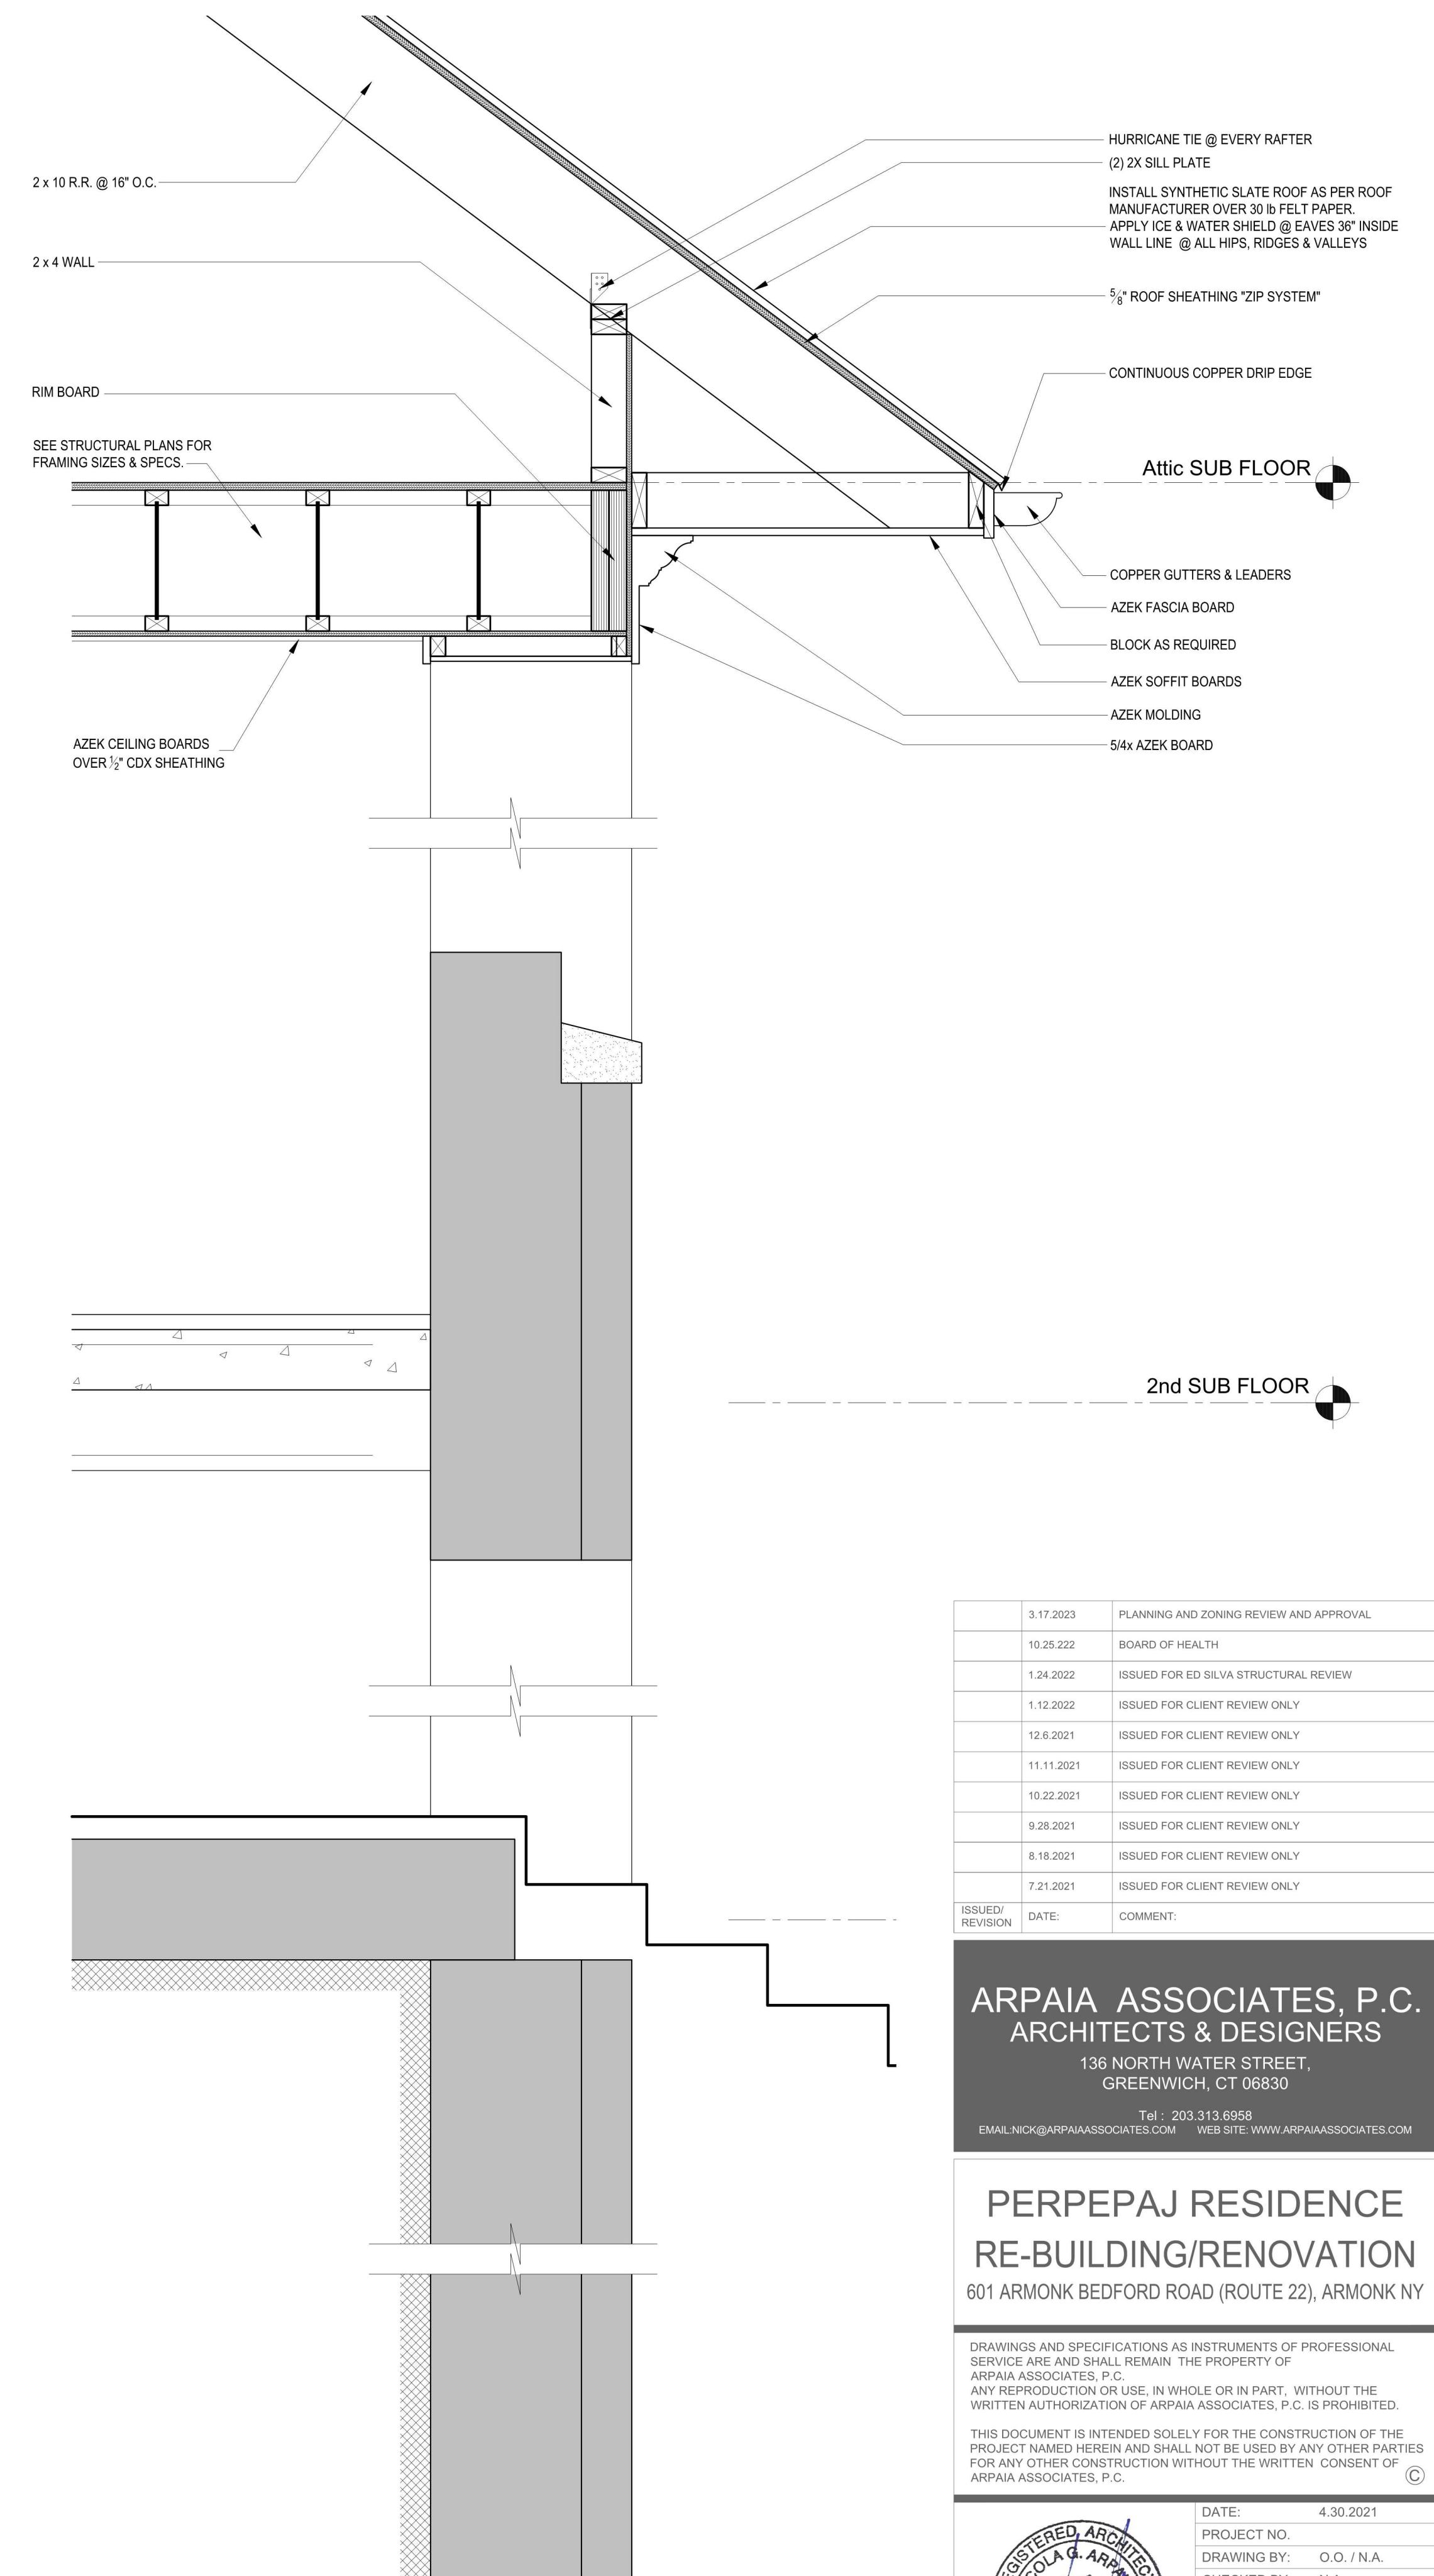 2 x 10 R.R. @ 16" O.C.
2 x 4 WALL
RIM BOARD
SEE STRUCTURAL PLANS FOR
FRAMING SIZES & SPECS.
AZEK CEILING BOARDS
OVER ½" CDX SHEATHING
HURRICANE TIE @ EVERY RAFTER
(2) 2X SILL PLATE
INSTALL SYNTHETIC SLATE ROOF AS PER ROOF
MANUFACTURER OVER 30 lb FELT PAPER.
APPLY ICE & WATER SHIELD @ EAVES 36" INSIDE
WALL LINE @ ALL HIPS, RIDGES & VALLEYS
⅝" ROOF SHEATHING "ZIP SYSTEM"
CONTINUOUS COPPER DRIP EDGE
Attic SUB FLOOR
COPPER GUTTERS & LEADERS
AZEK FASCIA BOARD
BLOCK AS REQUIRED
AZEK SOFFIT BOARDS
AZEK MOLDING
5/4x AZEK BOARD
2nd SUB FLOOR
3.17.2023 PLANNING AND ZONING REVIEW AND APPROVAL
10.25.222 BOARD OF HEALTH
1.24.2022 ISSUED FOR ED SILVA STRUCTURAL REVIEW
1.12.2022 ISSUED FOR CLIENT REVIEW ONLY
12.6.2021 ISSUED FOR CLIENT REVIEW ONLY
11.11.2021 ISSUED FOR CLIENT REVIEW ONLY
10.22.2021 ISSUED FOR CLIENT REVIEW ONLY
9.28.2021 ISSUED FOR CLIENT REVIEW ONLY
8.18.2021 ISSUED FOR CLIENT REVIEW ONLY
7.21.2021 ISSUED FOR CLIENT REVIEW ONLY
ISSUED/
REVISION DATE: COMMENT:
ARPAIA ASSOCIATES, P.C.
ARCHITECTS & DESIGNERS
136 NORTH WATER STREET,
GREENWICH, CT 06830
Tel : 203.313.6958
EMAIL:NICK@ARPAIAASSOCIATES.COM WEB SITE: WWW.ARPAIAASSOCIATES.COM
PERPEPAJ RESIDENCE
RE-BUILDING/RENOVATION
601 ARMONK BEDFORD ROAD (ROUTE 22), ARMONK NY
DRAWINGS AND SPECIFICATIONS AS INSTRUMENTS OF PROFESSIONAL
SERVICE ARE AND SHALL REMAIN THE PROPERTY OF
ARPAIA ASSOCIATES, P.C.
ANY REPRODUCTION OR USE, IN WHOLE OR IN PART, WITHOUT THE
WRITTEN AUTHORIZATION OF ARPAIA ASSOCIATES, P.C. IS PROHIBITED.
THIS DOCUMENT IS INTENDED SOLELY FOR THE CONSTRUCTION OF THE
PROJECT NAMED HEREIN AND SHALL NOT BE USED BY ANY OTHER PARTIES
FOR ANY OTHER CONSTRUCTION WITHOUT THE WRITTEN CONSENT OF
ARPAIA ASSOCIATES, P.C. ©
DATE: 4.30.2021
PROJECT NO.
DRAWING BY: O.O. / N.A.